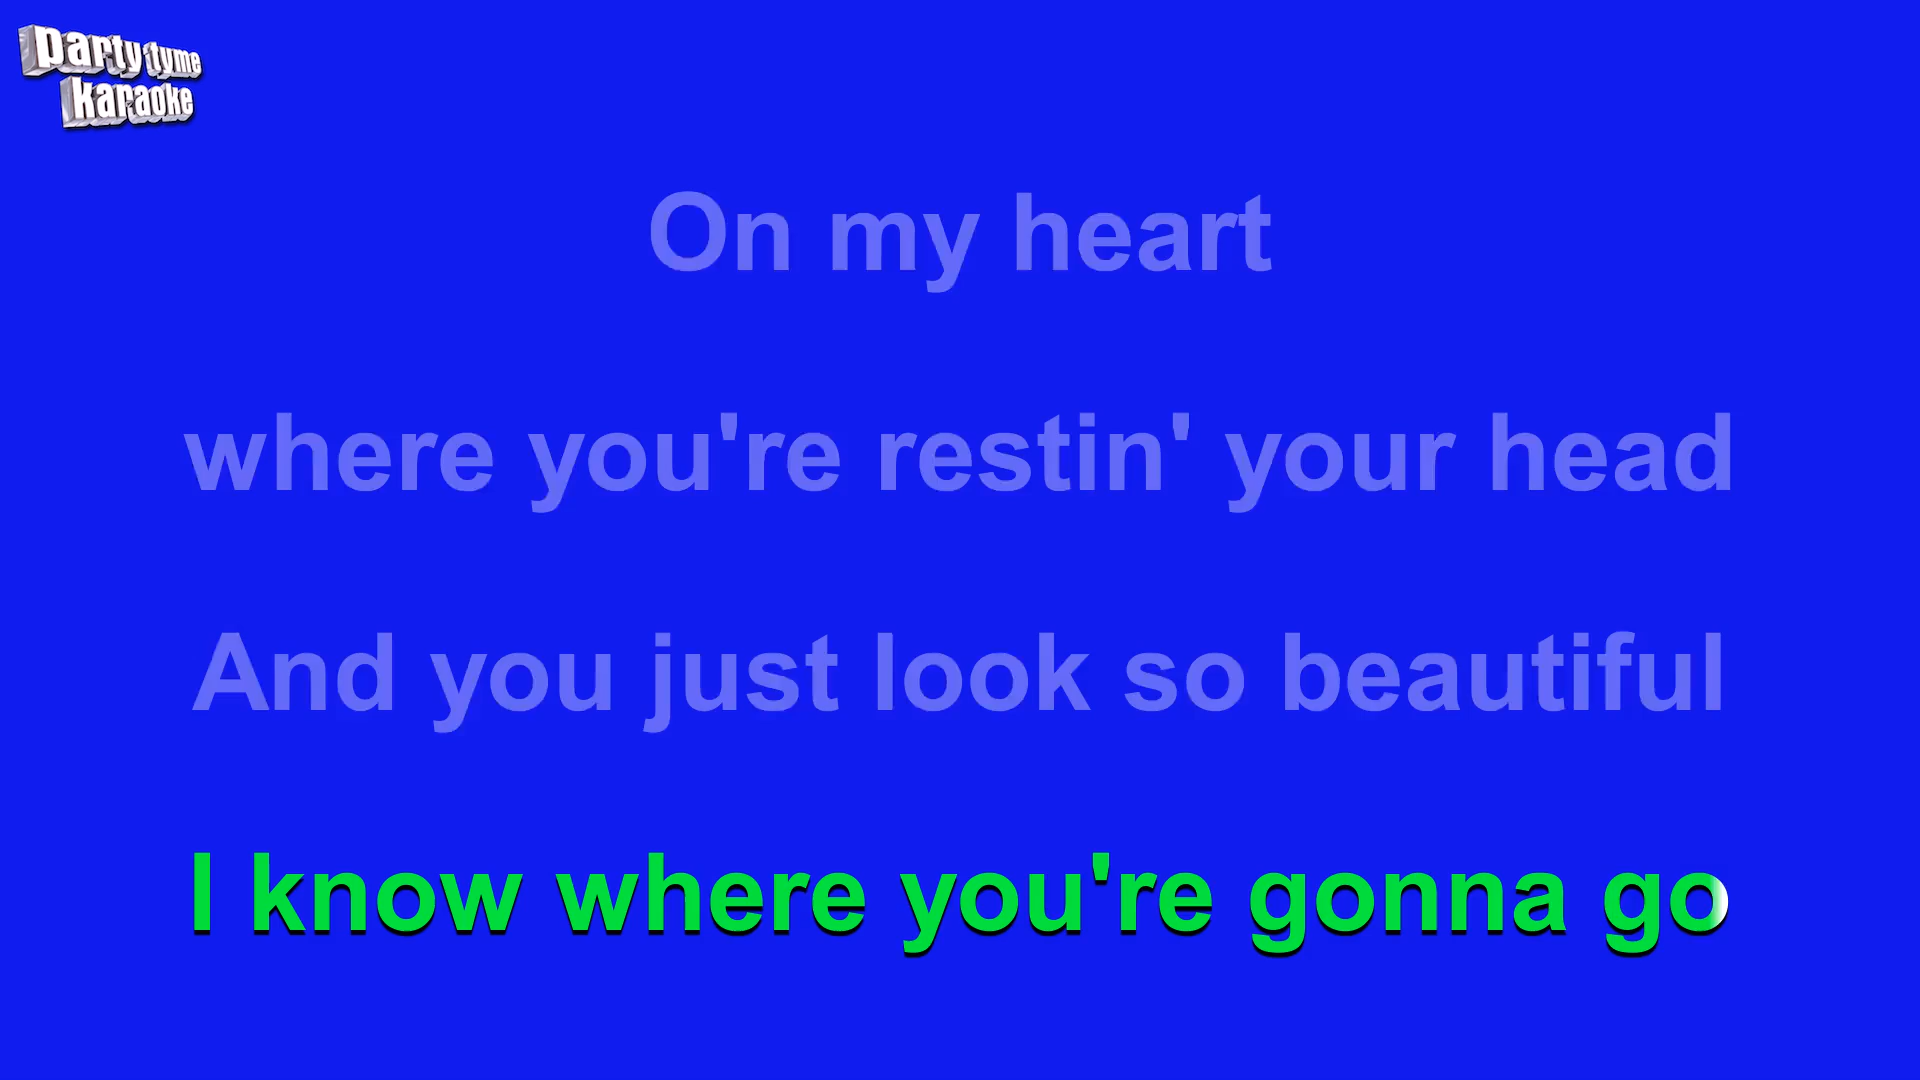 party tyme
karaoke
On my heart
where you're restin' your head
And you just look so beautiful
I know where you're gonna go